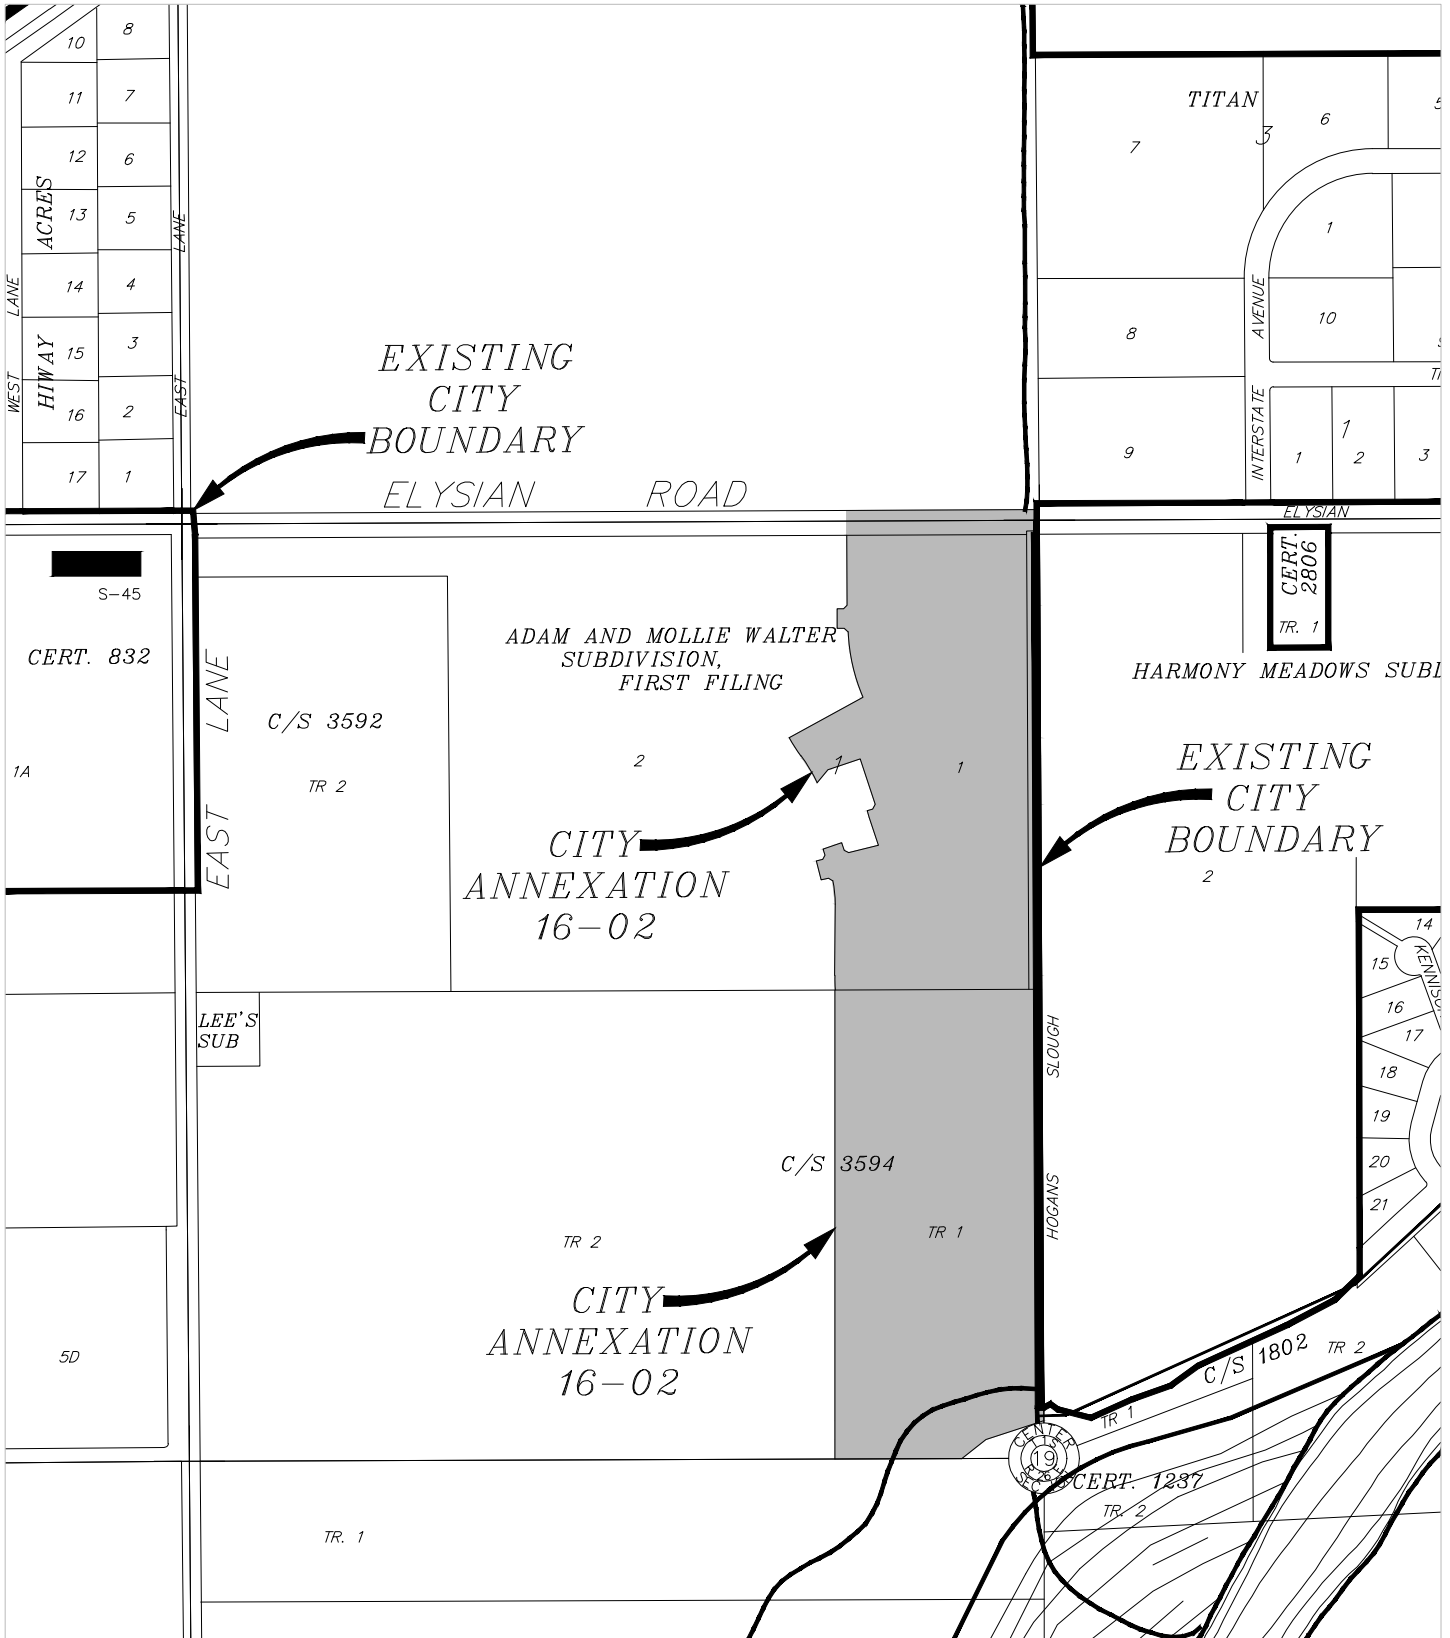 10
8
11
7
12
6
13
5
14
4
15
3
16
2
17
1
HIWAY ACRES
WEST LANE
EAST LANE
TITAN
3
7
6
1
8
10
9
1
1
2
3
INTERSTATE AVENUE
EXISTING
CITY
BOUNDARY
ELYSIAN ROAD
ELYSIAN
CERT.
2806
TR. 1
S-45
CERT. 832
1A
EAST LANE
C/S 3592
TR 2
ADAM AND MOLLIE WALTER
SUBDIVISION,
FIRST FILING
2
1
1
HARMONY MEADOWS
EXISTING
CITY
BOUNDARY
2
CITY
ANNEXATION
16-02
14
15
16
17
18
19
20
21
LEE'S
SUB
HOGANS SLOUGH
C/S 3594
TR 2
TR 1
CITY
ANNEXATION
16-02
5D
C/S 1802
TR 2
TR 1
CENTER
19
CERT. 1237
TR. 2
TR. 1